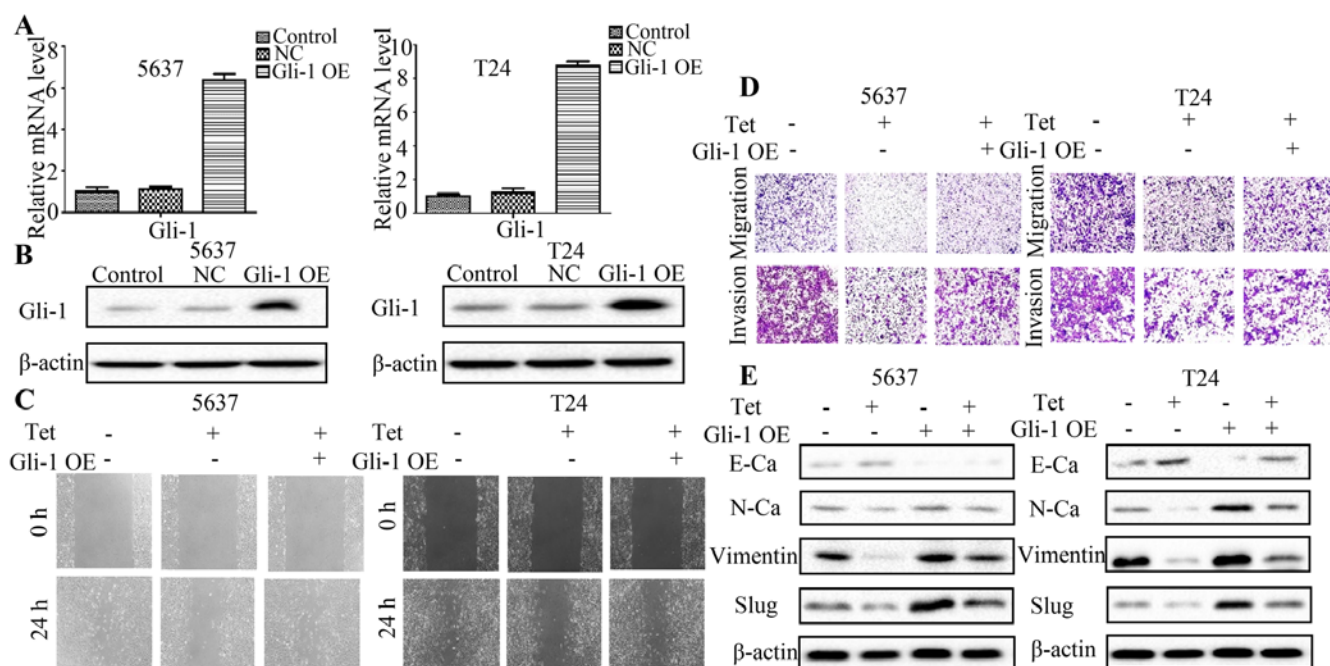 A
Relative mRNA level
8
6
4
2
0
5637
Control
NC
Gli-1 OE
Gli-1
Relative mRNA level
10
8
6
4
2
0
T24
Control
NC
Gli-1 OE
Gli-1
B
5637
Control NC Gli-1 OE
Gli-1
β-actin
T24
Control NC Gli-1 OE
Gli-1
β-actin
C
5637
Tet - + +
Gli-1 OE - - +
0 h
24 h
T24
Tet - + +
Gli-1 OE - - +
0 h
24 h
D
5637
Tet - + +
Gli-1 OE - - +
Migration
Invasion
T24
Tet - + +
Gli-1 OE - - +
Migration
Invasion
E
5637
Tet - + - +
Gli-1 OE - - + +
E-Ca
N-Ca
Vimentin
Slug
β-actin
T24
Tet - + - +
Gli-1 OE - - + +
E-Ca
N-Ca
Vimentin
Slug
β-actin